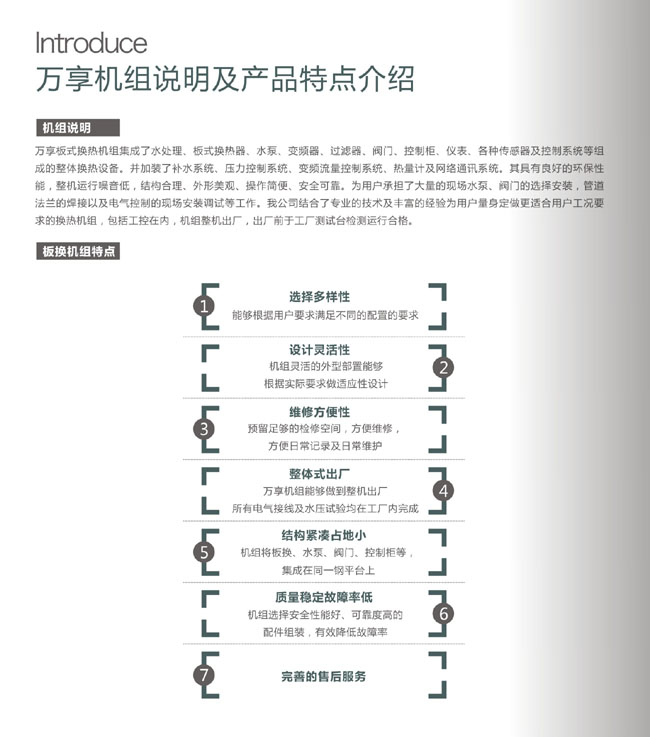 Introduce
万享机组说明及产品特点介绍
机组说明
万享板式换热机组集成了水处理、板式换热器、水泵、变频器、过滤器、阀门、控制柜、仪表、各种传感器及控制系统等组
成的整体换热设备。并加装了补水系统、压力控制系统、变频流量控制系统、热量计及网络通讯系统。其具有良好的环保性
能，整机运行噪音低，结构合理、外形美观、操作简便、安全可靠。为用户承担了大量的现场水泵、阀门的选择安装，管道
法兰的焊接以及电气控制的现场安装调试等工作。我公司结合了专业的技术及丰富的经验为用户量身定做更适合用户工况要
求的换热机组，包括工控在内，机组整机出厂，出厂前于工厂测试台检测运行合格。
板换机组特点
1
选择多样性
能够根据用户要求满足不同的配置的要求
设计灵活性
机组灵活的外型部置能够
2
根据实际要求做适应性设计
维修方便性
3
预留足够的检修空间，方便维修，
方便日常记录及日常维护
整体式出厂
万享机组能够做到整机出厂
4
所有电气接线及水压试验均在工厂内完成
结构紧凑占地小
5
机组将板换、水泵、阀门、控制柜等，
集成在同一钢平台上
质量稳定故障率低
机组选择安全性能好、可靠度高的
6
配件组装，有效降低故障率
7
完善的售后服务